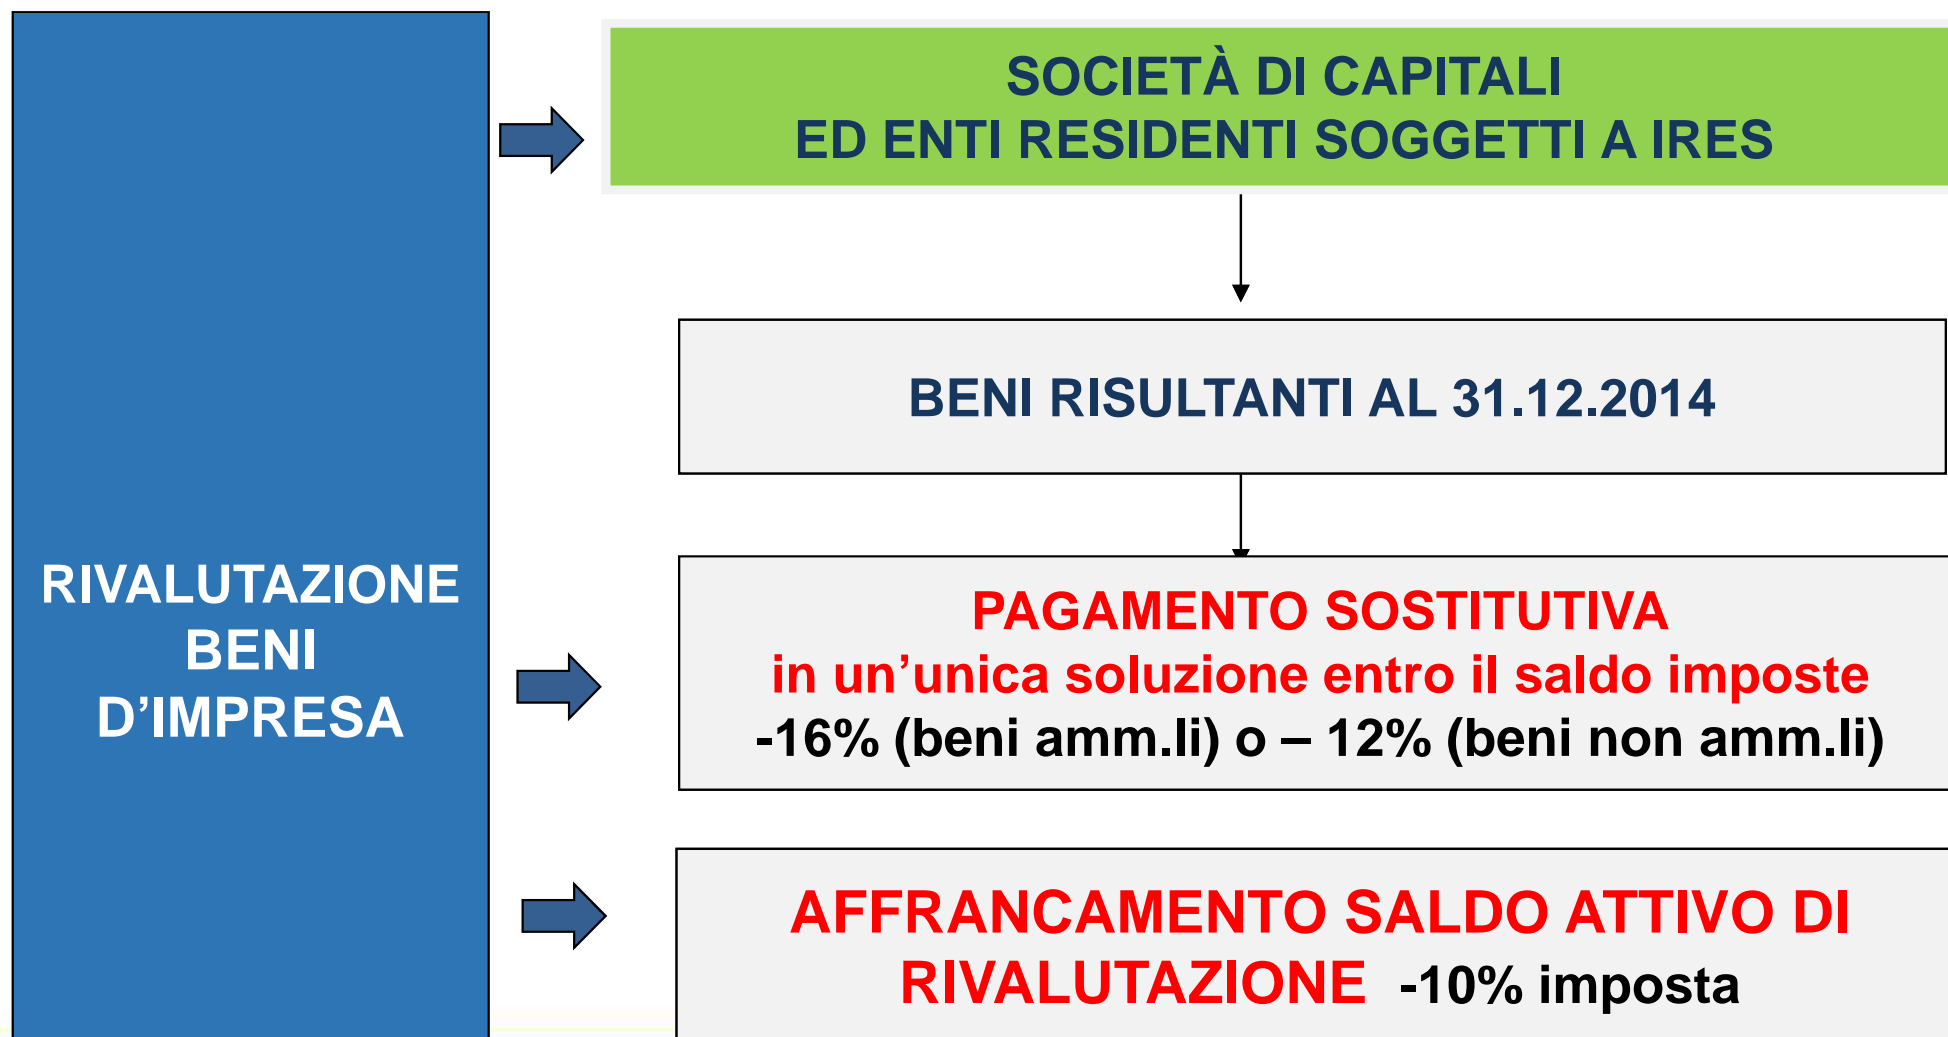 RIVALUTAZIONE
BENI
D’IMPRESA
SOCIETÀ DI CAPITALI
ED ENTI RESIDENTI SOGGETTI A IRES
BENI RISULTANTI AL 31.12.2014
PAGAMENTO SOSTITUTIVA
in un’unica soluzione entro il saldo imposte
-16% (beni amm.li) o – 12% (beni non amm.li)
AFFRANCAMENTO SALDO ATTIVO DI
RIVALUTAZIONE -10% imposta